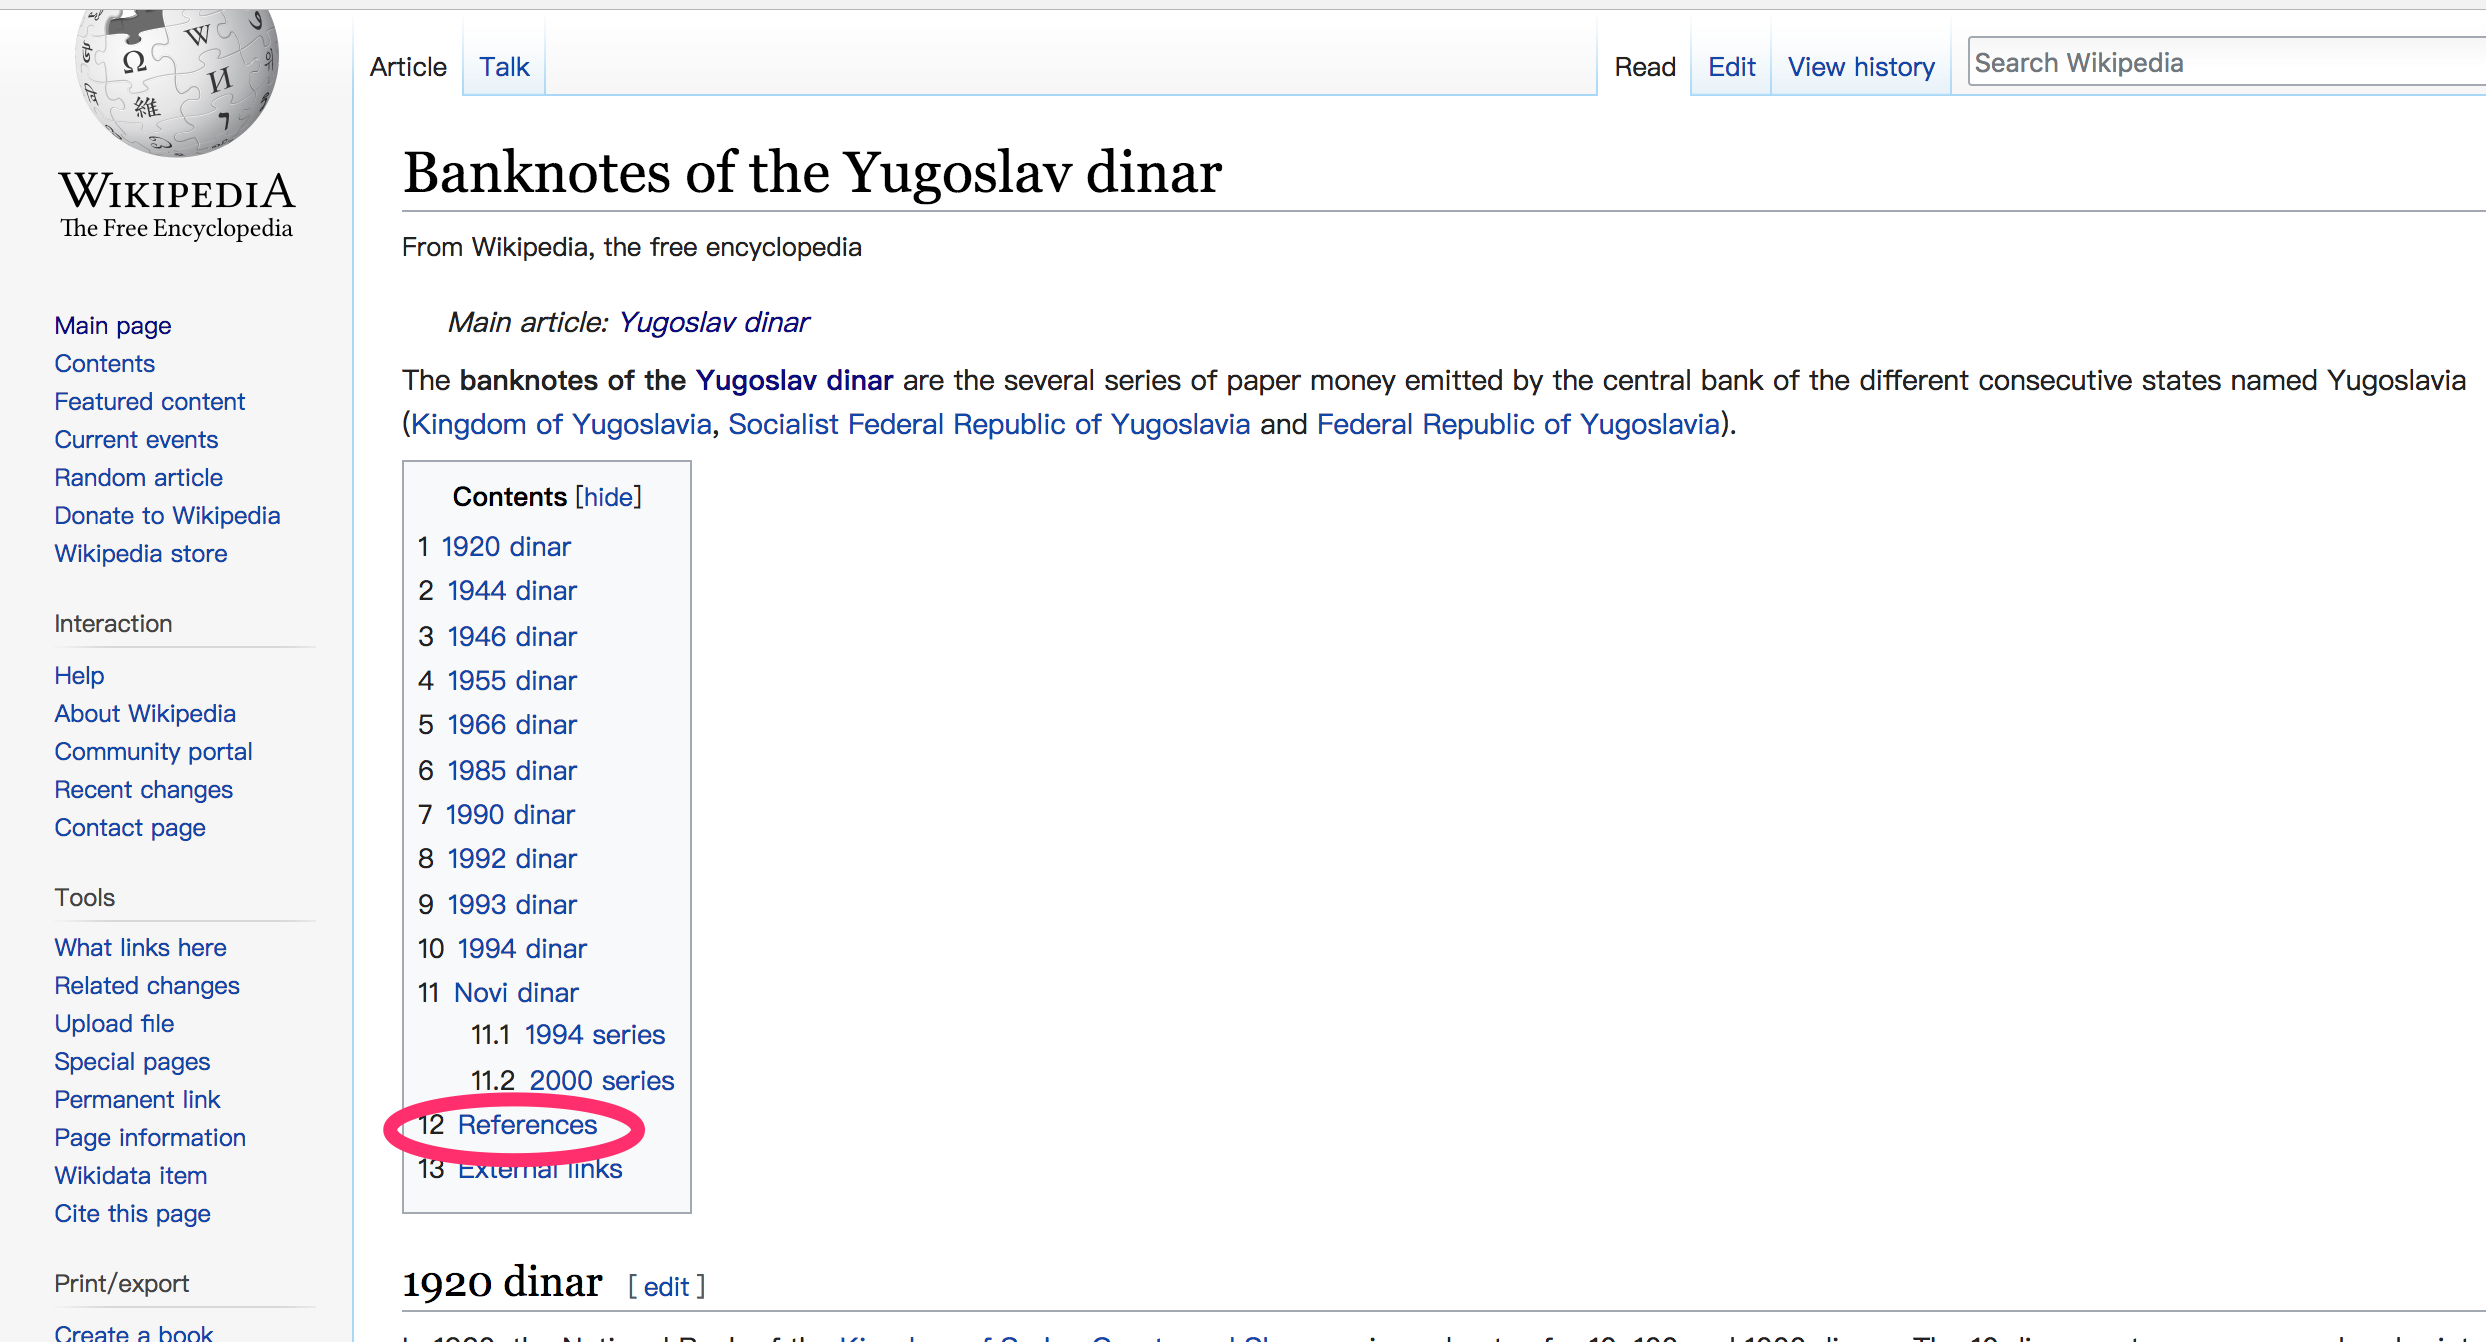 WIKIPEDIA
The Free Encyclopedia
Main page
Contents
Featured content
Current events
Random article
Donate to Wikipedia
Wikipedia store
Interaction
Help
About Wikipedia
Community portal
Recent changes
Contact page
Tools
What links here
Related changes
Upload file
Special pages
Permanent link
Page information
Wikidata item
Cite this page
Print/export
Create a book
Article Talk Read Edit View history Search Wikipedia
Banknotes of the Yugoslav dinar
From Wikipedia, the free encyclopedia
Main article: Yugoslav dinar
The banknotes of the Yugoslav dinar are the several series of paper money emitted by the central bank of the different consecutive states named Yugoslavia
(Kingdom of Yugoslavia, Socialist Federal Republic of Yugoslavia and Federal Republic of Yugoslavia).
Contents [hide]
1 1920 dinar
2 1944 dinar
3 1946 dinar
4 1955 dinar
5 1966 dinar
6 1985 dinar
7 1990 dinar
8 1992 dinar
9 1993 dinar
10 1994 dinar
11 Novi dinar
11.1 1994 series
11.2 2000 series
12 References
13 External links
1920 dinar [ edit ]